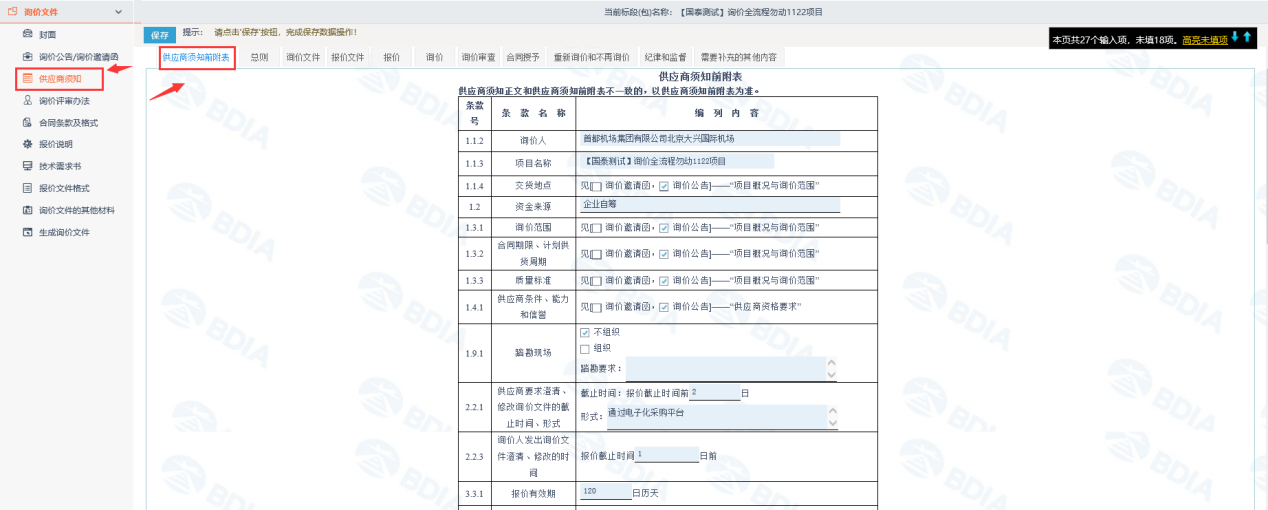 询价文件
当前标段(包)名称：【国泰测试】询价全流程勿动1122项目
封面
询价公告/询价邀请函
供应商须知
询价评审办法
合同条款及格式
报价说明
技术需求书
报价文件格式
询价文件的其他材料
生成询价文件
保存 提示： 请点击'保存'按钮，完成保存数据操作！
本页共27个输入项，未填18项。高亮未填项
供应商须知前附表 总则 询价文件 报价文件 报价 询价 询价审查 合同授予 重新询价和不再询价 纪律和监督 需要补充的其他内容
供应商须知前附表
供应商须知正文和供应商须知前附表不一致的，以供应商须知前附表为准。
条款号 条 款 名 称 编 列 内 容
1.1.2 询价人 首都机场集团有限公司北京大兴国际机场
1.1.3 项目名称 【国泰测试】询价全流程勿动1122项目
1.1.4 交货地点 见[ 询价邀请函， 询价公告]——“项目概况与询价范围”
1.2 资金来源 企业自筹
1.3.1 询价范围 见[ 询价邀请函， 询价公告]——“项目概况与询价范围”
1.3.2 合同期限、计划供货周期 见[ 询价邀请函， 询价公告]——“项目概况与询价范围”
1.3.3 质量标准 见[ 询价邀请函， 询价公告]——“项目概况与询价范围”
1.4.1 供应商条件、能力和信誉 见[ 询价邀请函， 询价公告]——“供应商资格要求”
1.9.1 踏勘现场 不组织
组织
踏勘要求：
2.2.1 供应商要求澄清、修改询价文件的截止时间、形式 截止时间：报价截止时间前2日
形式：通过电子化采购平台
2.2.3 询价人发出询价文件澄清、修改的时间 报价截止时间1日前
3.3.1 报价有效期 120日历天
BDIA